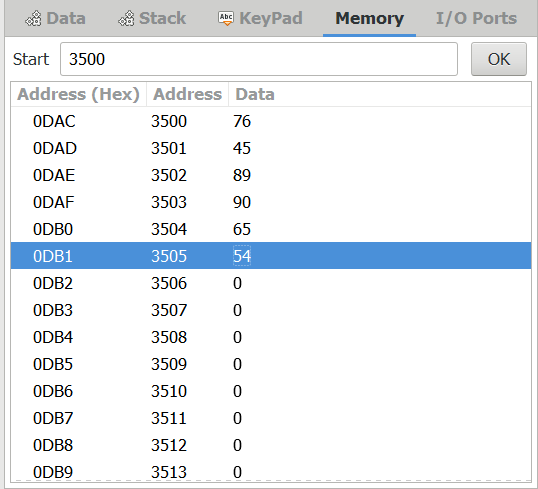 Data Stack Abc KeyPad Memory I/O Ports
Start 3500 OK
Address (Hex) Address Data
0DAC 3500 76
0DAD 3501 45
0DAE 3502 89
0DAF 3503 90
0DB0 3504 65
0DB1 3505 54
0DB2 3506 0
0DB3 3507 0
0DB4 3508 0
0DB5 3509 0
0DB6 3510 0
0DB7 3511 0
0DB8 3512 0
0DB9 3513 0